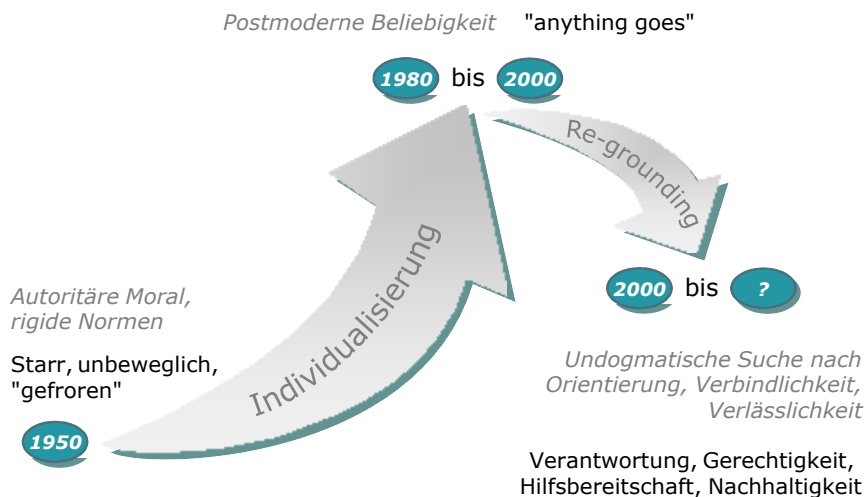 Postmoderne Beliebigkeit "anything goes"
1980 bis 2000
Re-grounding
Individualisierung
2000 bis ?
Autoritäre Moral,
rigide Normen
Starr, unbeweglich,
"gefroren"
1950
Undogmatische Suche nach
Orientierung, Verbindlichkeit,
Verlässlichkeit
Verantwortung, Gerechtigkeit,
Hilfsbereitschaft, Nachhaltigkeit